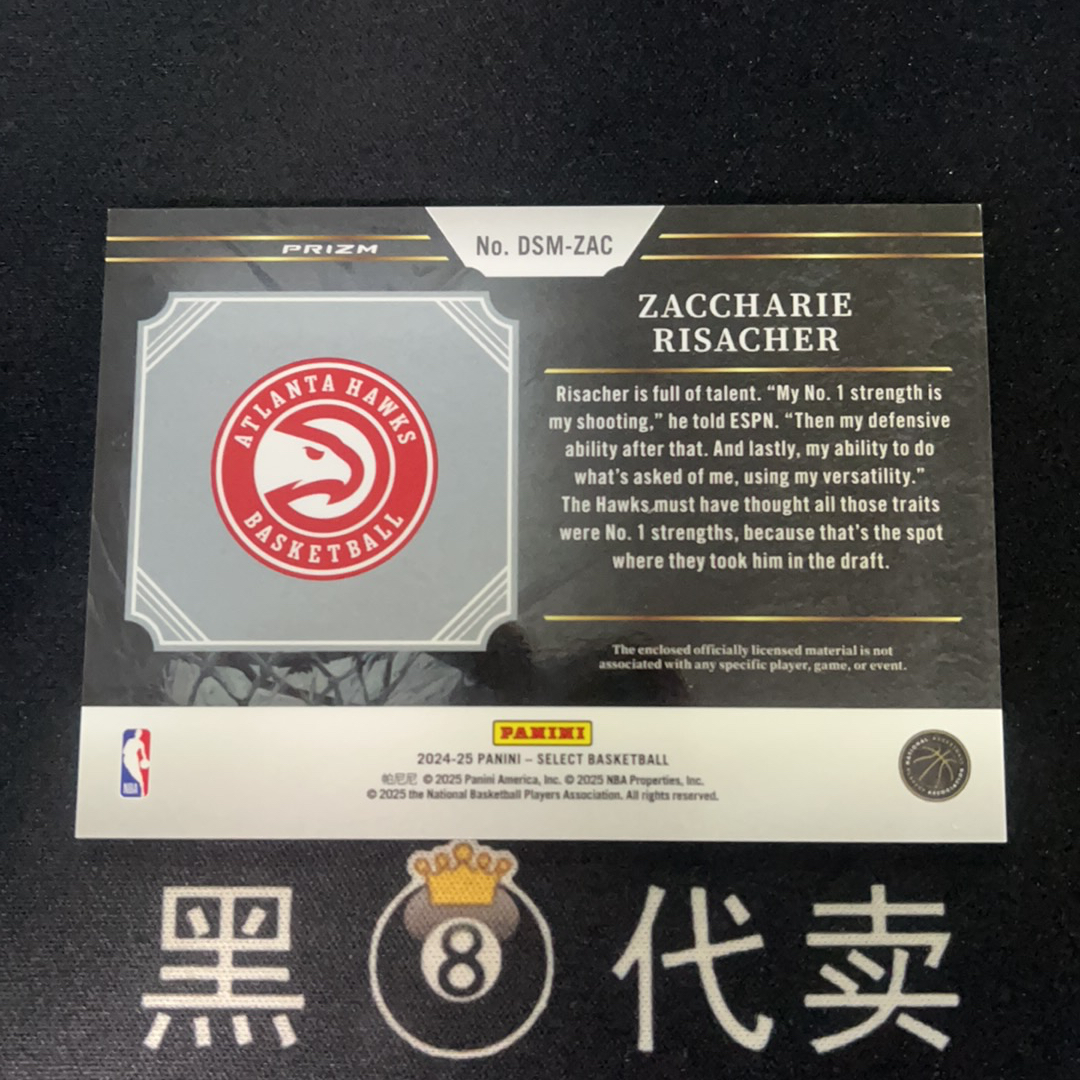 PRIZM
No. DSM-ZAC
ATLANTA HAWKS
BASKETBALL
ZACCHARIE
RISACHER
Risacher is full of talent. “My No. 1 strength is
my shooting,” he told ESPN. “Then my defensive
ability after that. And lastly, my ability to do
what’s asked of me, using my versatility.”
The Hawks must have thought all those traits
were No. 1 strengths, because that’s the spot
where they took him in the draft.
The enclosed officially licensed material is not
associated with any specific player, game, or event.
NBA
PANINI
2024-25 PANINI – SELECT BASKETBALL
帕尼尼 © 2025 Panini America, Inc. © 2025 NBA Properties, Inc.
© 2025 the National Basketball Players Association. All rights reserved.
NATIONAL BASKETBALL
ASSOCIATION
黑8代卖